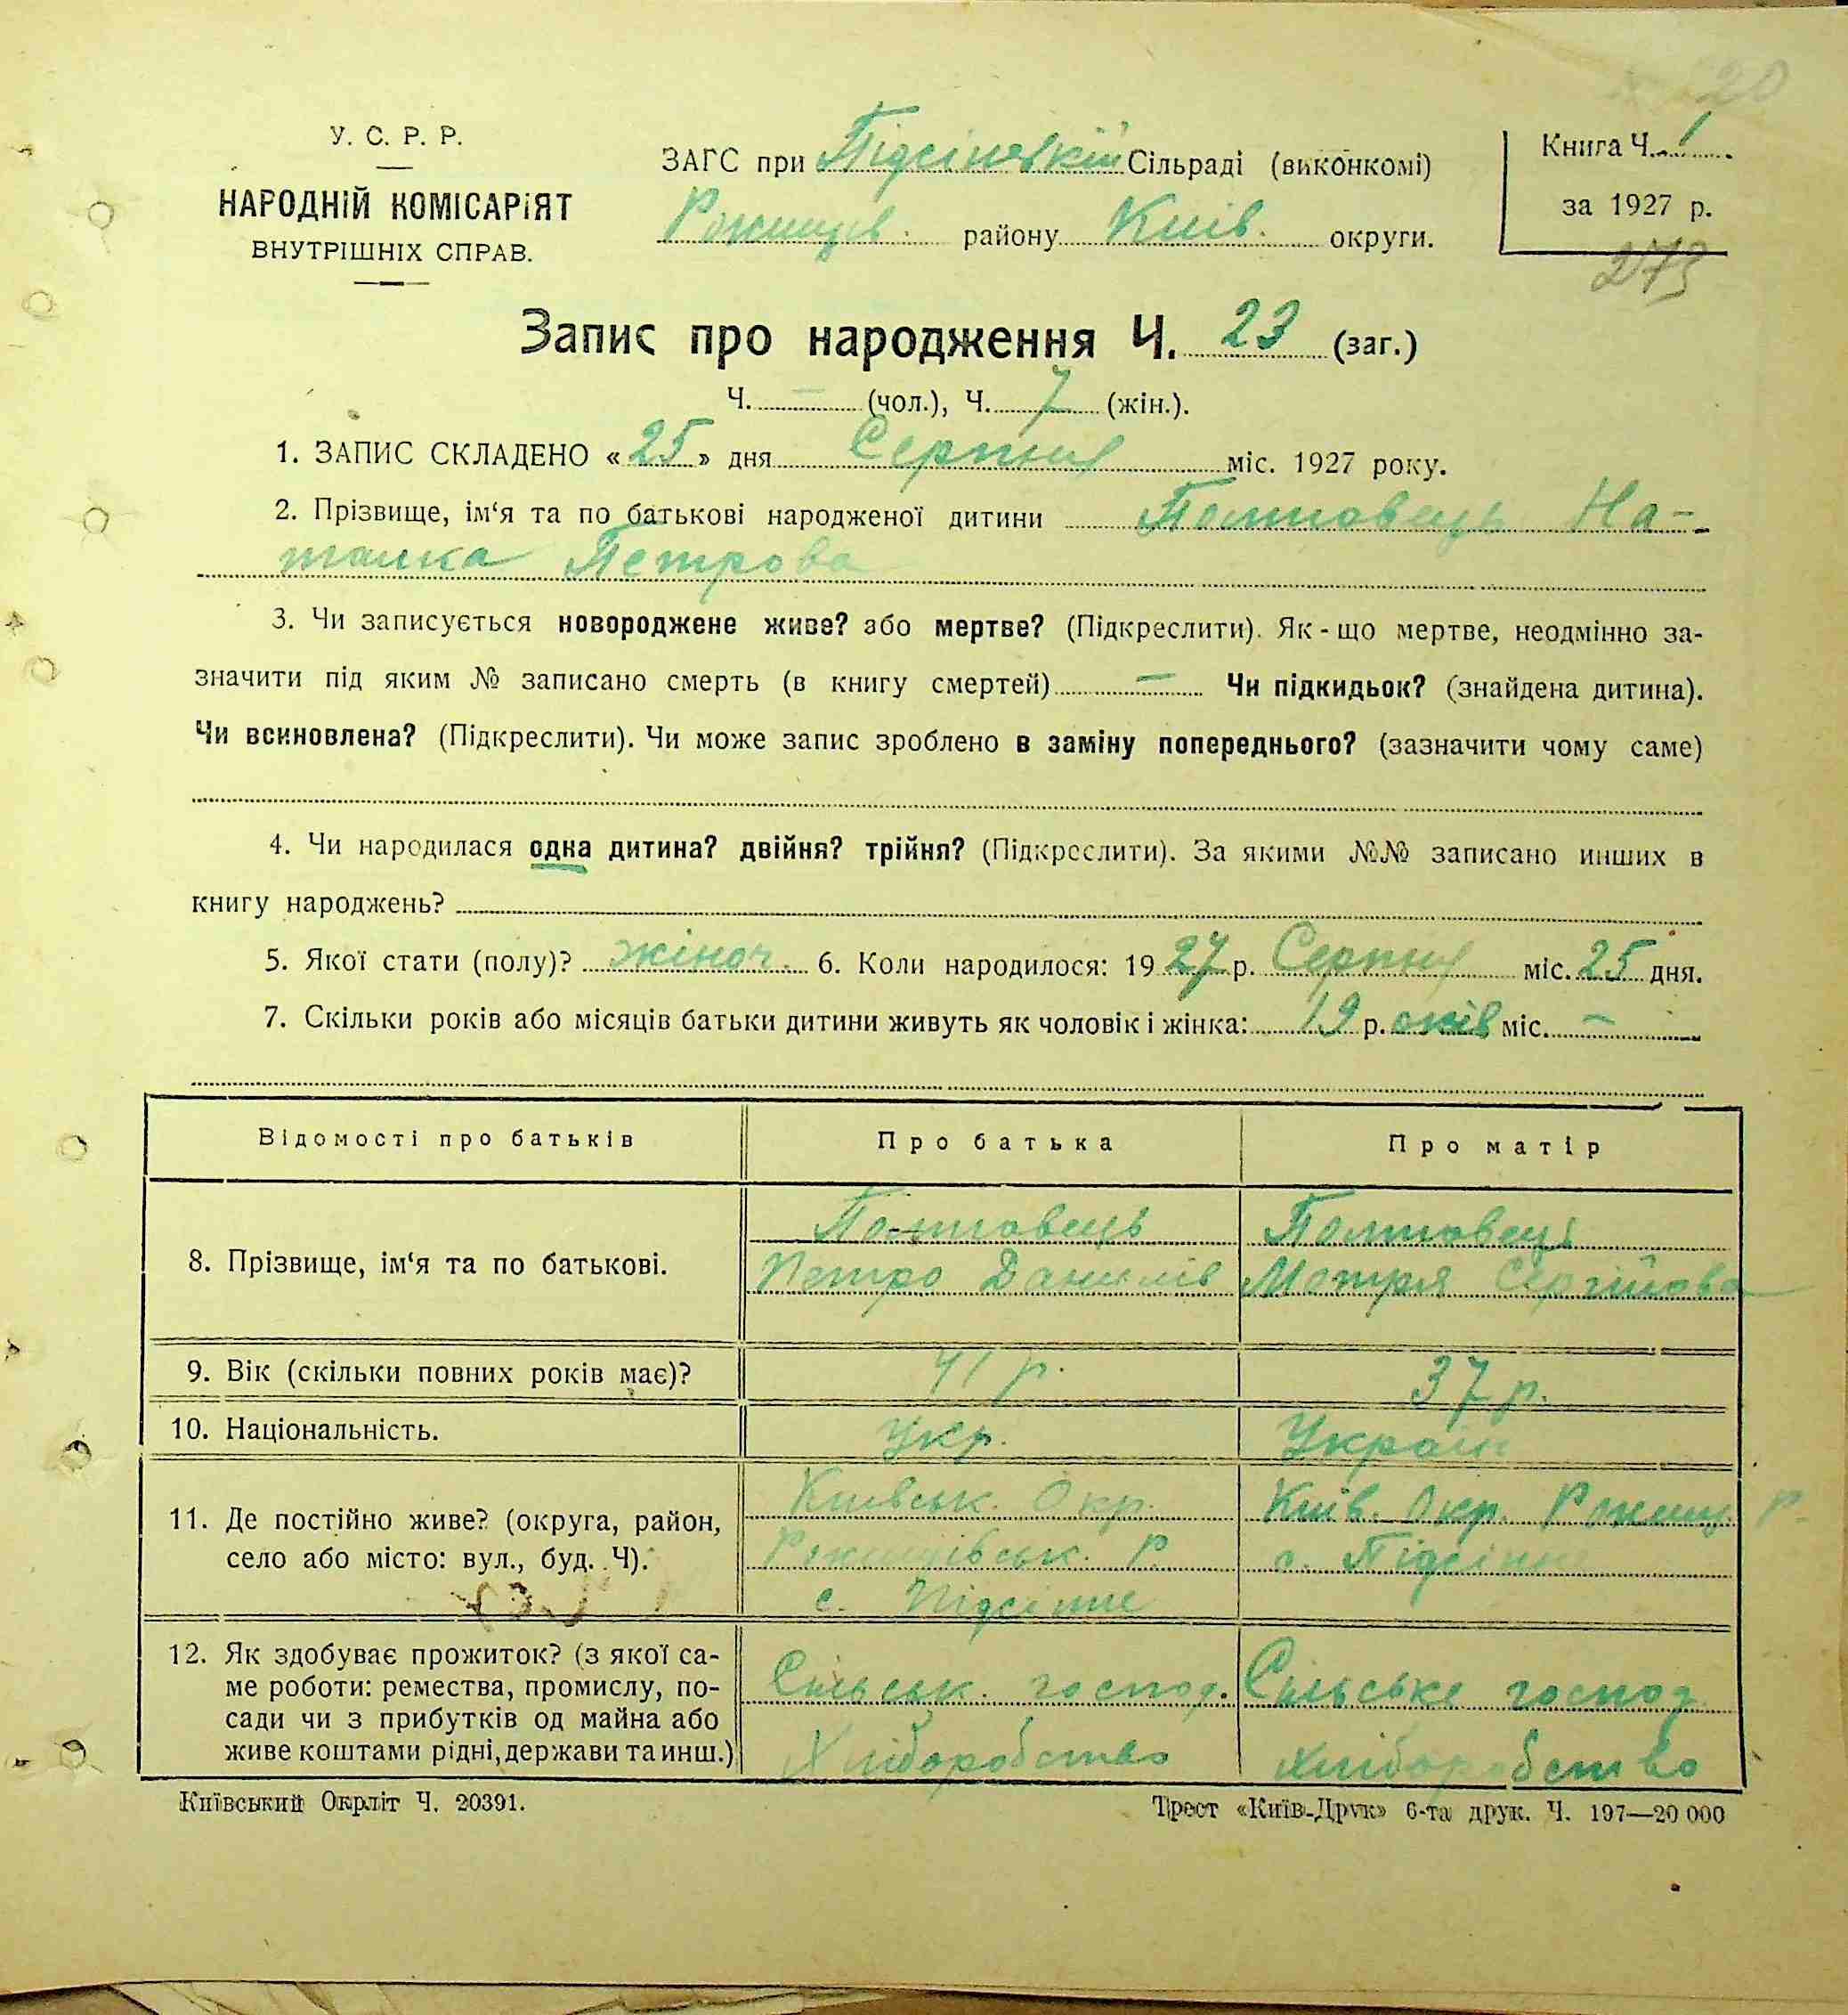 20
У. С. Р. Р.
НАРОДНІЙ КОМІСАРІЯТ
ВНУТРІШНІХ СПРАВ.
ЗАГС при Підсінській Сільраді (виконкомі)
Рожнів. району Київ. округи.
Книга Ч. 1
за 1927 р.
273
Запис про народження Ч. 23 (заг.)
Ч. – (чол.), Ч. 7 (жін.).
1. ЗАПИС СКЛАДЕНО «25» дня Серпня міс. 1927 року.
2. Прізвище, ім‘я та по батькові народженої дитини Полтовець На-
талка Петрова
3. Чи записується новороджене живе? або мертве? (Підкреслити). Як-що мертве, неодмінно за-
значити під яким № записано смерть (в книгу смертей) – Чи підкидьок? (знайдена дитина).
Чи всиновлена? (Підкреслити). Чи може запис зроблено в заміну попереднього? (зазначити чому саме)
4. Чи народилася одна дитина? двійня? трійня? (Підкреслити). За якими №№ записано инших в
книгу народжень?
5. Якої стати (полу)? жіноч. 6. Коли народилося: 1927 р. Серпня міс. 25 дня.
7. Скільки років або місяців батьки дитини живуть як чоловік і жінка: 19 р.оків міс. –
Відомості про батьків Про батька Про матір
8. Прізвище, ім‘я та по батькові.
Полтовець
Петро Данилів
Полтовець
Мотря Сергійова
9. Вік (скільки повних років має)? 41 р. 37 р.
10. Національність. Укр. Україн
11. Де постійно живе? (округа, район,
село або місто: вул., буд. Ч).
Київськ. Окр.
с. Підсінне
Київ. Окр. Р.
с. Підсінне
12. Як здобуває прожиток? (з якої са-
ме роботи: ремества, промислу, по-
сади чи з прибутків од майна або
живе коштами рідні, держави та инш.)
Сільськ. господ.
Хліборобство
Сільське господ
хліборобство
Київський Окрліт Ч. 20391.
Трест «Київ-Друк» 6-та друк. Ч. 197—20 000